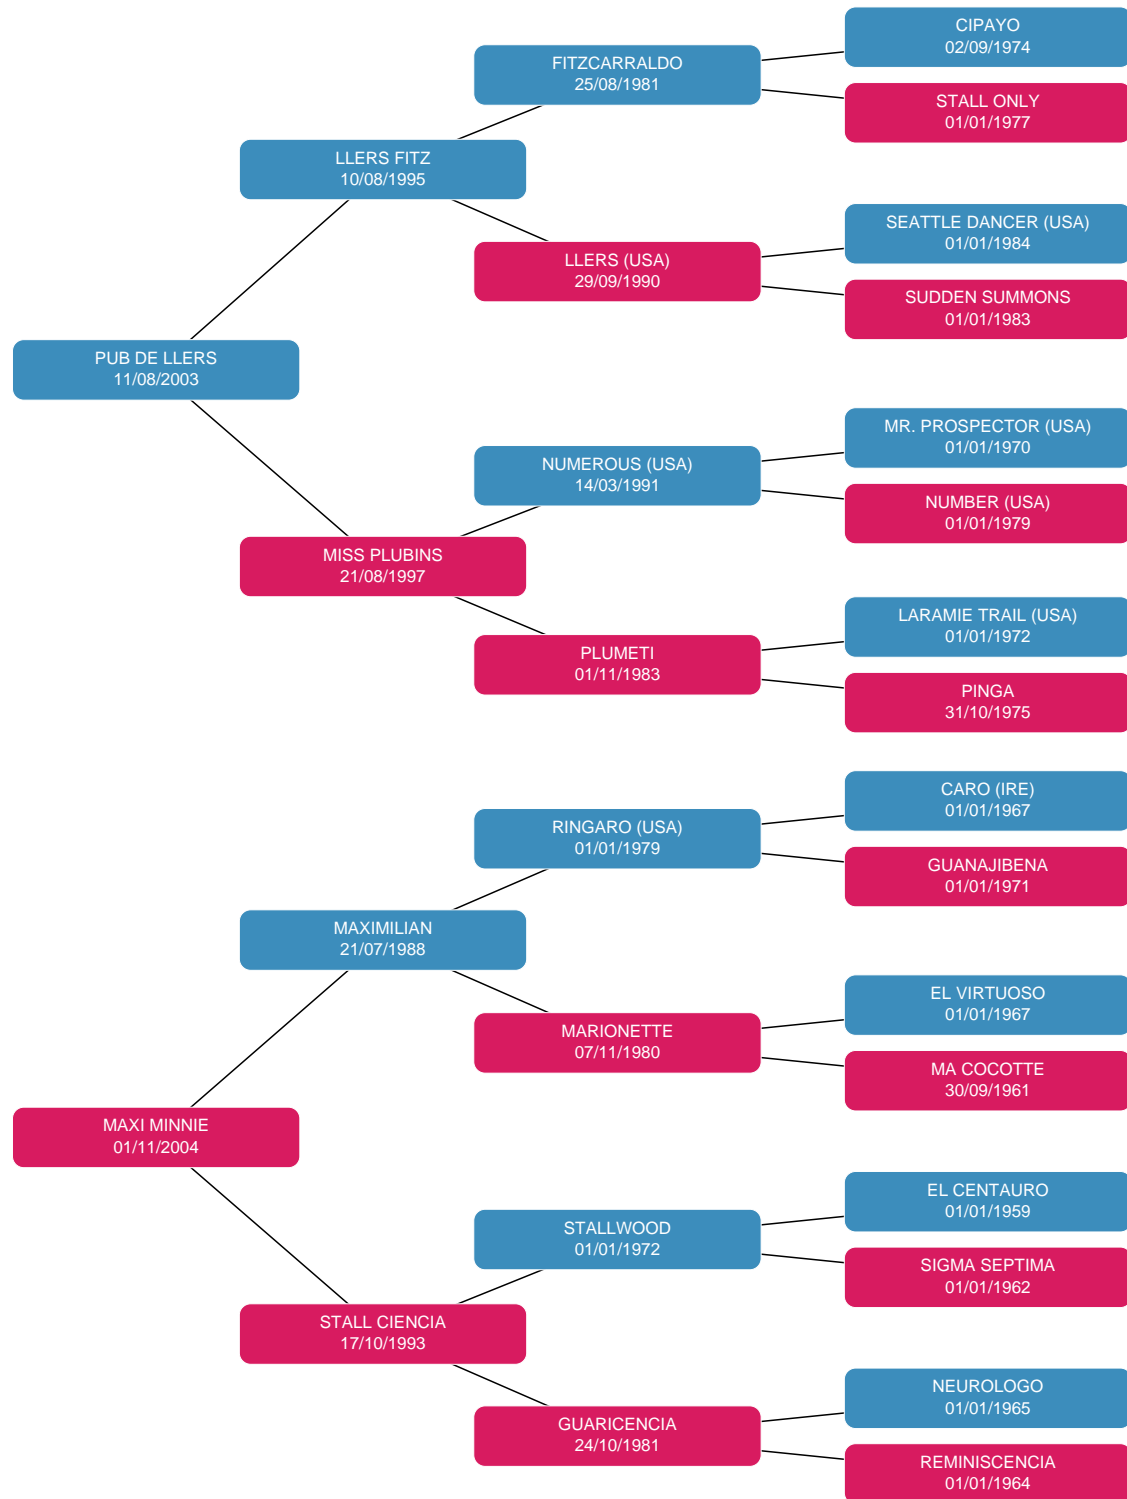 CIPAYO
02/09/1974
FITZCARRALDO
25/08/1981
STALL ONLY
01/01/1977
LLERS FITZ
10/08/1995
SEATTLE DANCER (USA)
01/01/1984
LLERS (USA)
29/09/1990
SUDDEN SUMMONS
01/01/1983
PUB DE LLERS
11/08/2003
MR. PROSPECTOR (USA)
01/01/1970
NUMEROUS (USA)
14/03/1991
NUMBER (USA)
01/01/1979
MISS PLUBINS
21/08/1997
LARAMIE TRAIL (USA)
01/01/1972
PLUMETI
01/11/1983
PINGA
31/10/1975
CARO (IRE)
01/01/1967
RINGARO (USA)
01/01/1979
GUANAJIBENA
01/01/1971
MAXIMILIAN
21/07/1988
EL VIRTUOSO
01/01/1967
MARIONETTE
07/11/1980
MA COCOTTE
30/09/1961
MAXI MINNIE
01/11/2004
EL CENTAURO
01/01/1959
STALLWOOD
01/01/1972
SIGMA SEPTIMA
01/01/1962
STALL CIENCIA
17/10/1993
NEUROLOGO
01/01/1965
GUARICENCIA
24/10/1981
REMINISCENCIA
01/01/1964